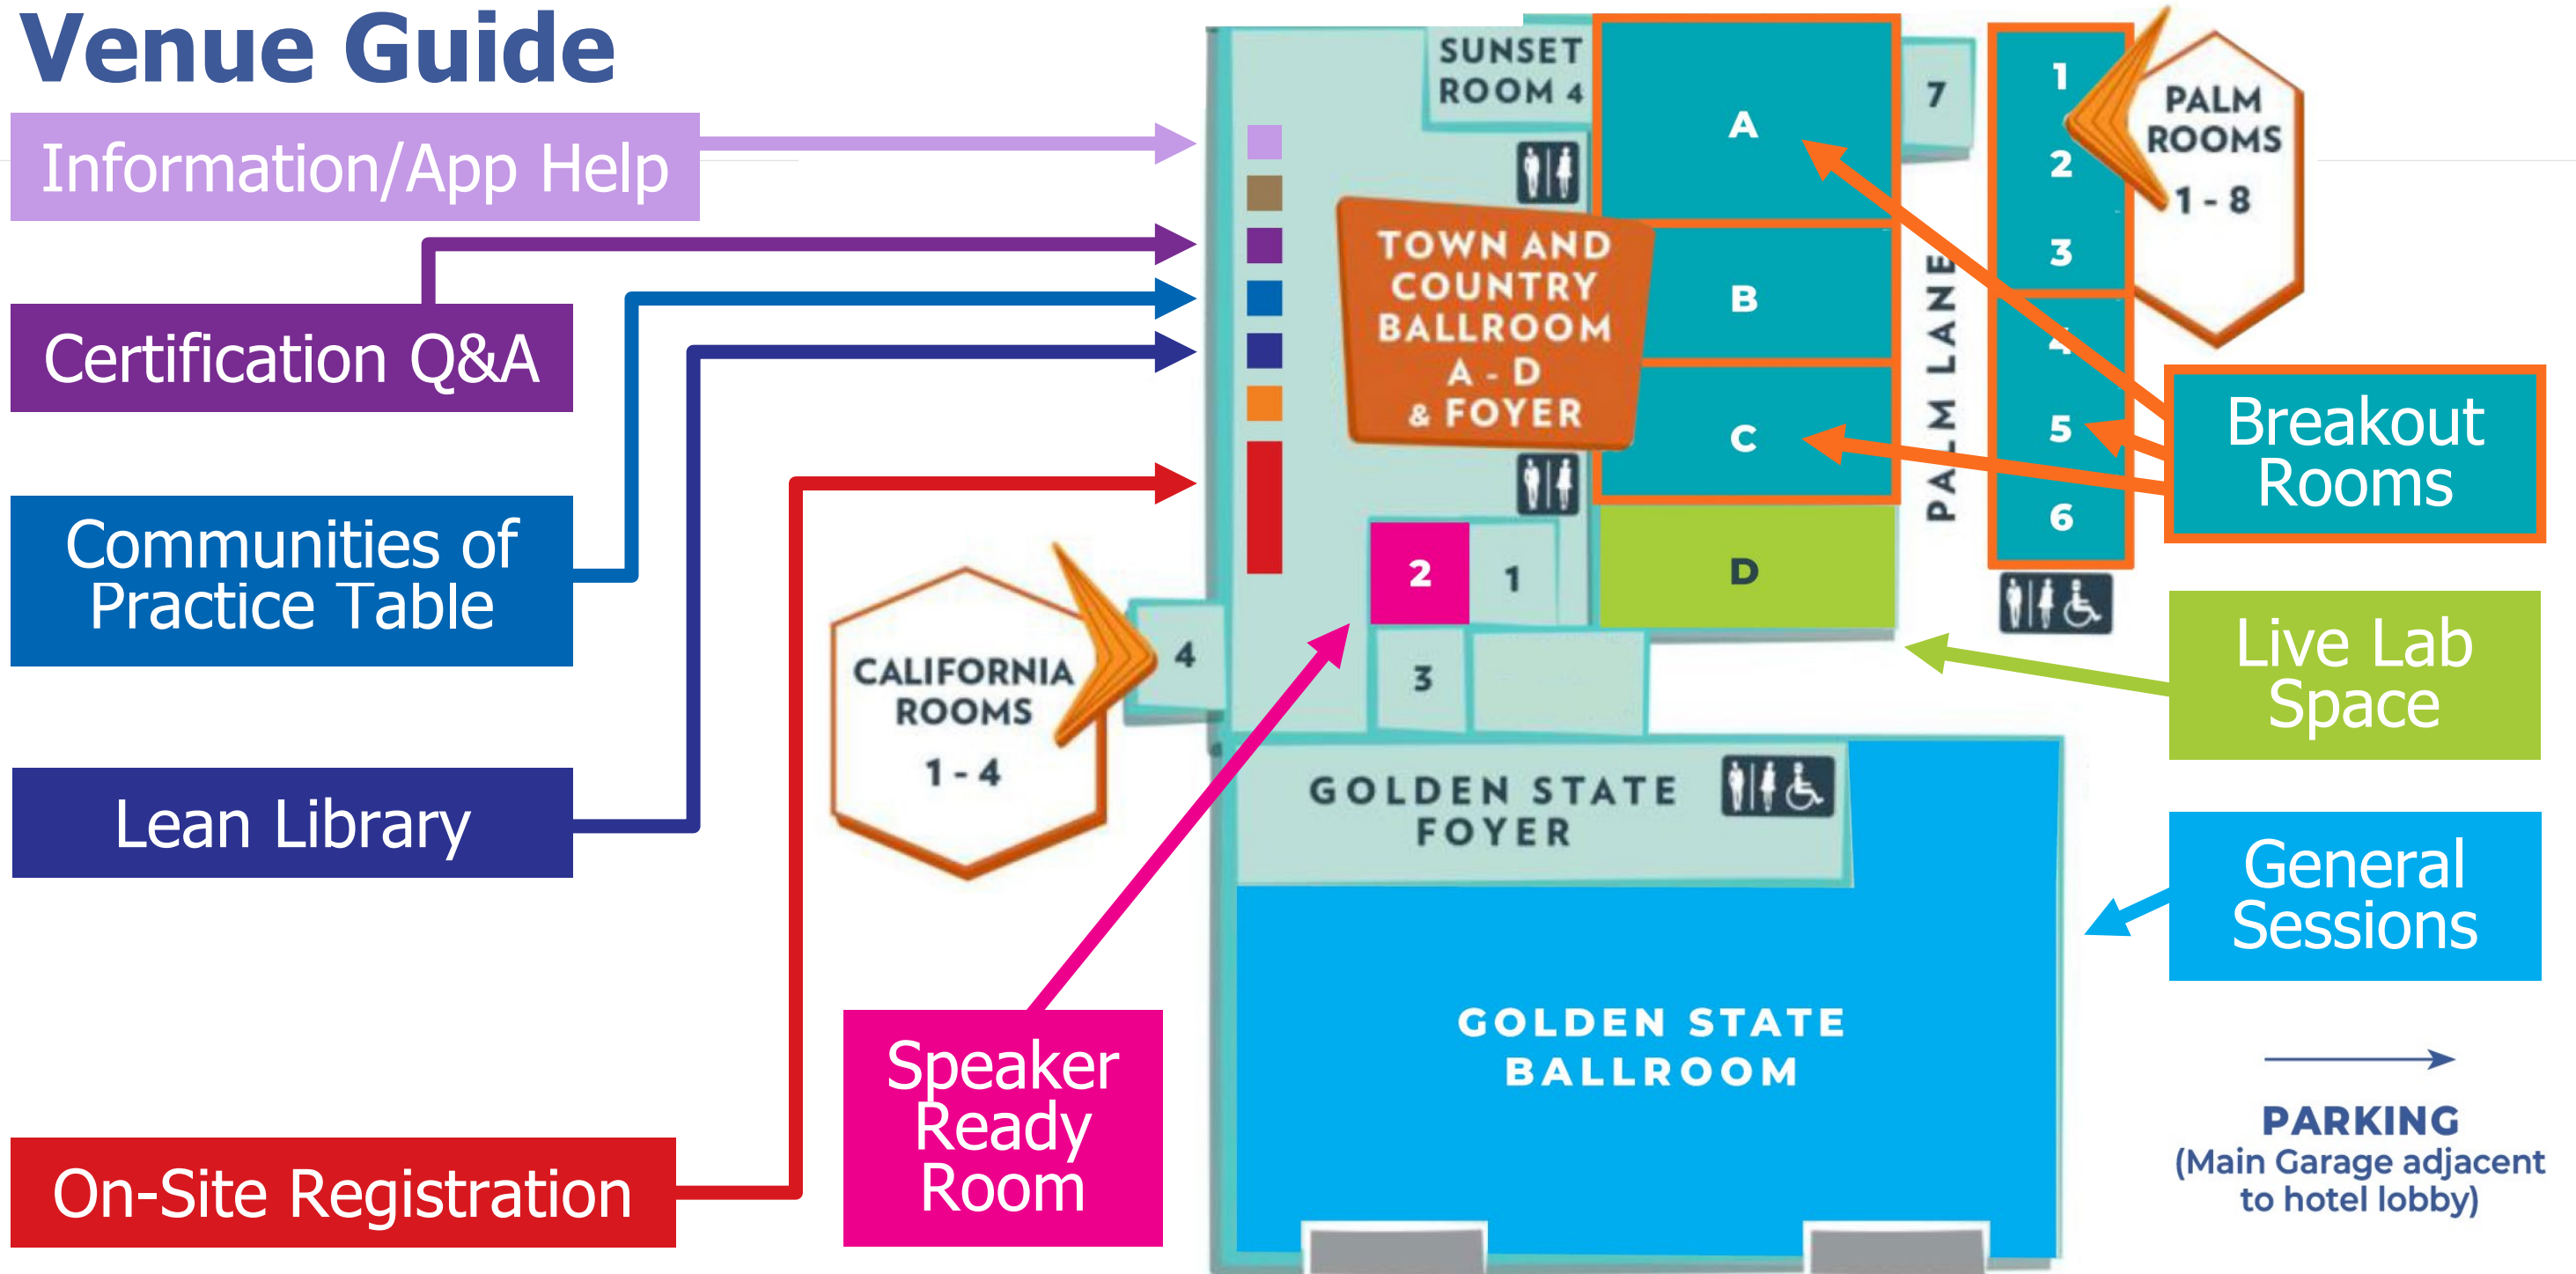 Venue Guide
Information/App Help
Certification Q&A
Communities of
Practice Table
Lean Library
On-Site Registration
Speaker
Ready
Room
CALIFORNIA
ROOMS
1 - 4
4
SUNSET
ROOM 4
TOWN AND
COUNTRY
BALLROOM
A - D
& FOYER
A
B
C
D
2
1
3
GOLDEN STATE
FOYER
GOLDEN STATE
BALLROOM
7
PALM LANE
1
2
3
4
5
6
PALM
ROOMS
1 - 8
Breakout
Rooms
Live Lab
Space
General
Sessions
PARKING
(Main Garage adjacent
to hotel lobby)